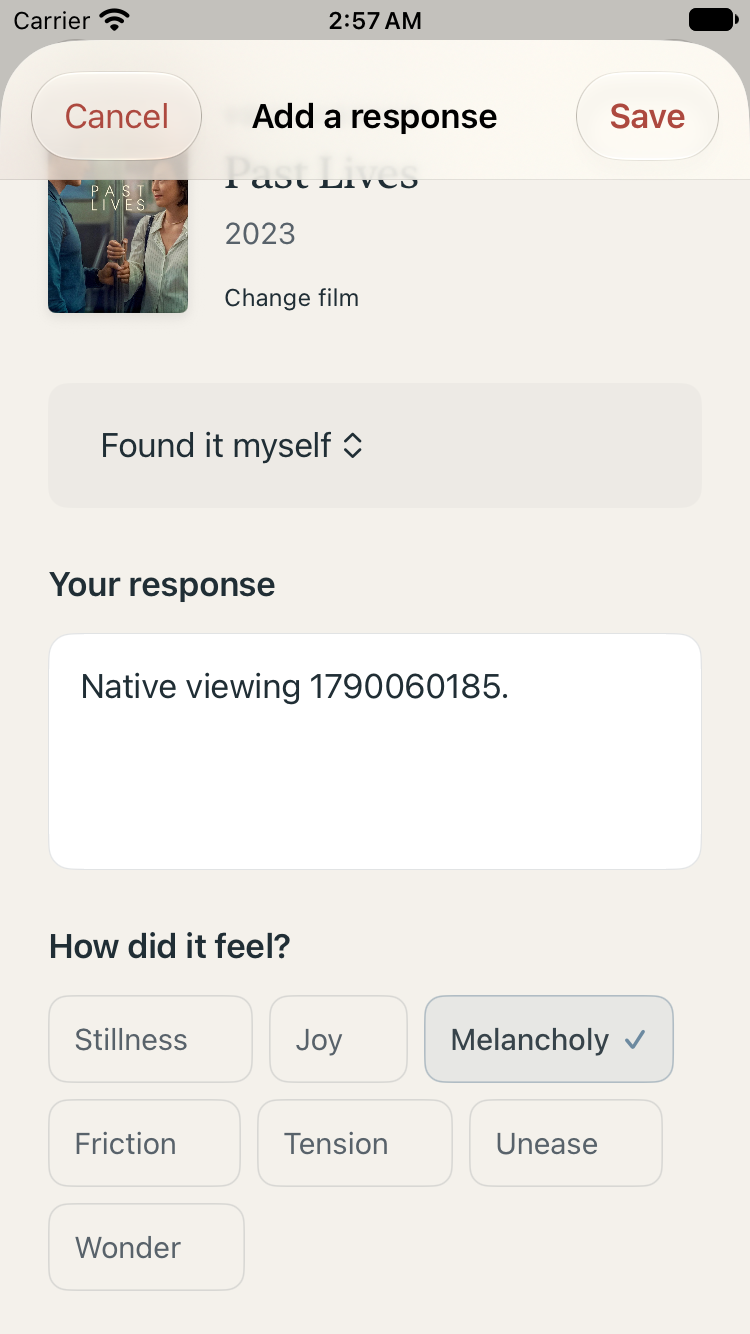 Carrier 2:57 AM
Cancel Add a response Save
Past Lives
PAST
LIVES
2023
Change film
Found it myself
Your response
Native viewing 1790060185.
How did it feel?
Stillness Joy Melancholy
Friction Tension Unease
Wonder